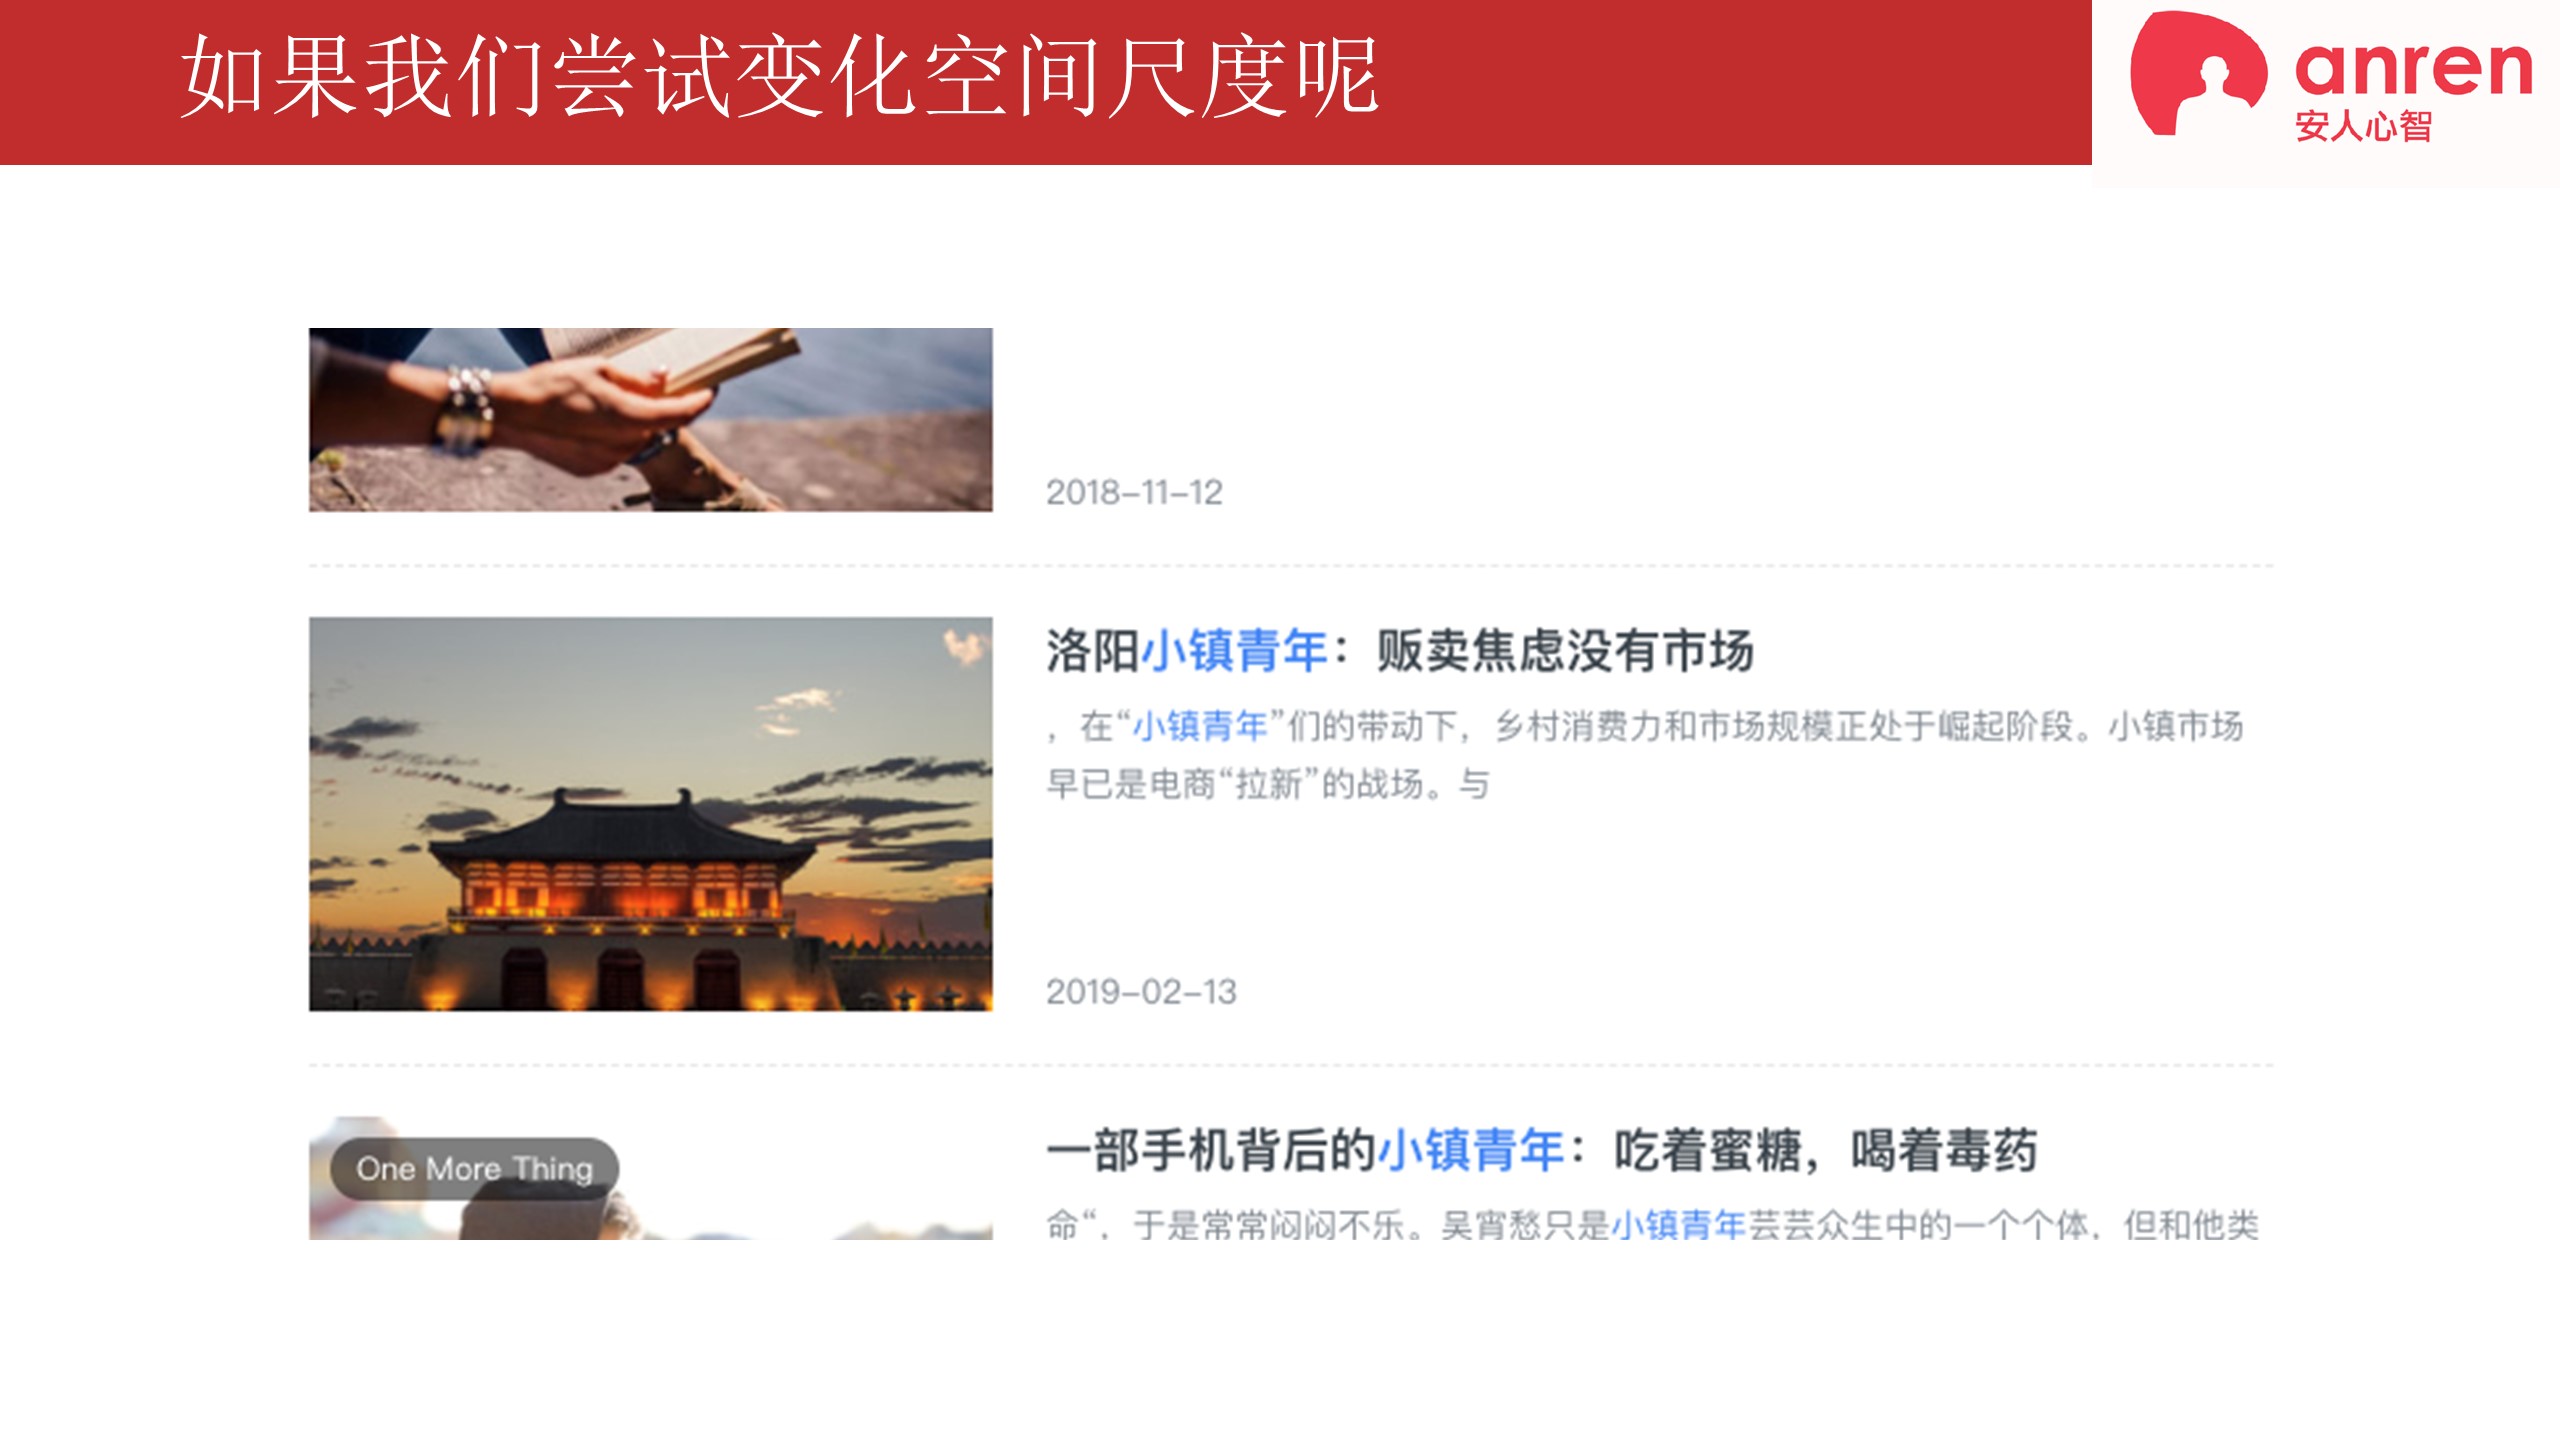 如果我们尝试变化空间尺度呢
anren
安人心智
2018-11-12
洛阳小镇青年：贩卖焦虑没有市场
，在“小镇青年”们的带动下，乡村消费力和市场规模正处于崛起阶段。小镇市场
早已是电商“拉新”的战场。与
2019-02-13
One More Thing
一部手机背后的小镇青年：吃着蜜糖，喝着毒药
命“，于是常常闷闷不乐。吴宵愁只是小镇青年芸芸众生中的一个个体，但和他类